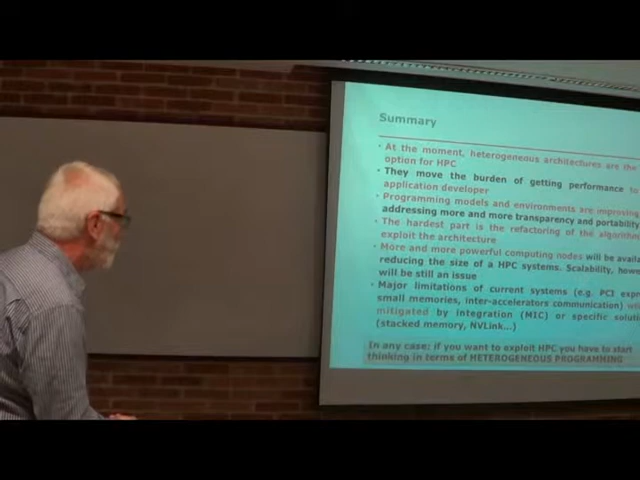 Summary
• At the moment, heterogeneous architectures are the
option for HPC
• They move the burden of getting performance to
application developer
• Programming models and environments are improving
addressing more and more transparency and portability
• The hardest part is the refactoring of the algorithm
exploit the architecture
• More and more powerful computing nodes will be
reducing the size of a HPC systems. Scalability,
will be still an issue
• Major limitations of current systems (e.g. PCI
small memories, inter-accelerators communication)
mitigated by integration (MIC) or specific
(stacked memory, NVLink...)
In any case: if you want to exploit HPC you have to start
thinking in terms of HETEROGENEOUS PROGRAMMING